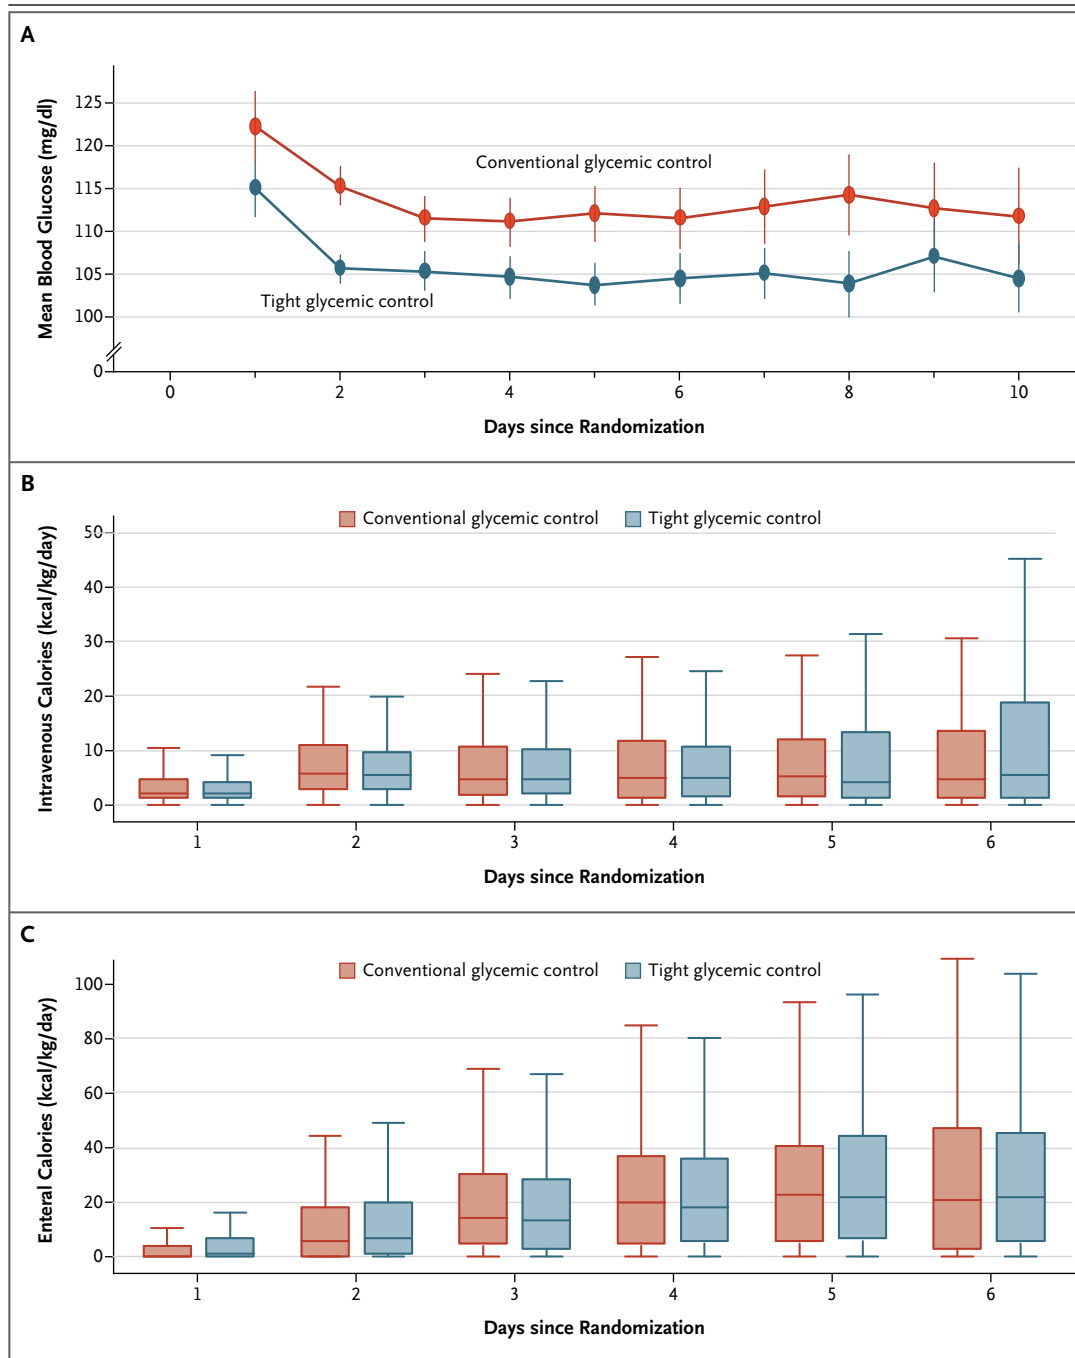 A
Mean Blood Glucose (mg/dl)
125
120
115
110
105
100
0
Conventional glycemic control
Tight glycemic control
0 2 4 6 8 10
Days since Randomization
B
Conventional glycemic control Tight glycemic control
Intravenous Calories (kcal/kg/day)
50
40
30
20
10
0
1 2 3 4 5 6
Days since Randomization
C
Conventional glycemic control Tight glycemic control
Enteral Calories (kcal/kg/day)
100
80
60
40
20
0
1 2 3 4 5 6
Days since Randomization